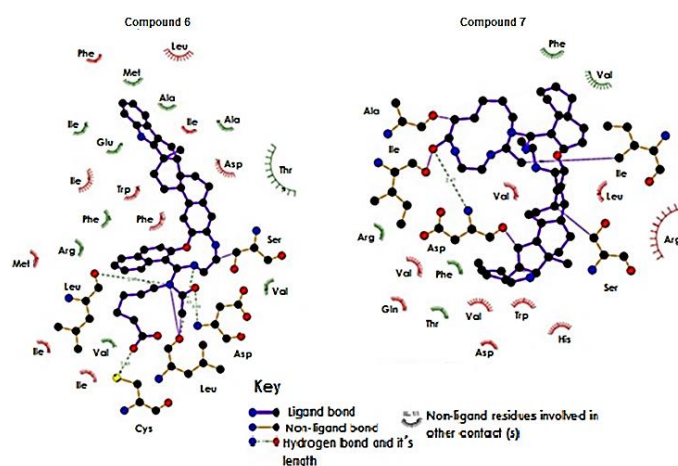 Compound 6
Compound 7
Phe
Leu
Met
Ala
Ile
Ile
Ala
Glu
Asp
Thr
Ile
Trp
Phe
Phe
Arg
Met
Ser
Leu
Val
Ile
Val
Asp
Ile
Leu
Cys
Phe
Val
Ala
Ile
Ile
Val
Leu
Arg
Arg
Asp
Ser
Val
Phe
Gln
Thr
Val
Trp
His
Asp
Key
Ligand bond
Non-ligand bond
Hydrogen bond and it's
length
Non-ligand residues involved in
other contact (s)